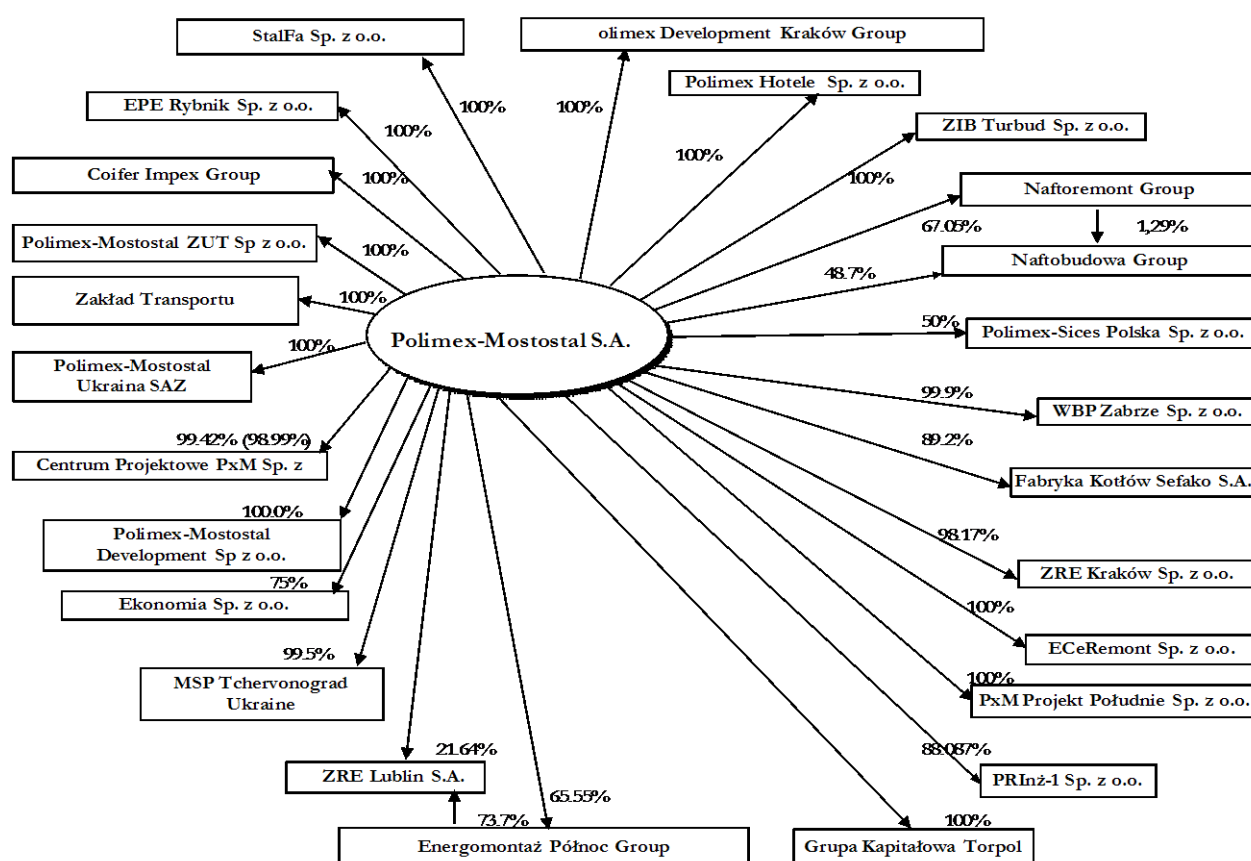 StalFa Sp. z o.o.
olimex Development Kraków Group
Polimex Hotele Sp. z o.o.
EPE Rybnik Sp. z o.o.
100%
100%
ZIB Turbud Sp. z o.o.
100%
100%
Coifer Impex Group
100%
100%
Naftoremont Group
67.05%
1,29%
Polimex-Mostostal ZUT Sp z o.o.
100%
Naftobudowa Group
48.7%
Zakład Transportu
100%
50%
Polimex-Sices Polska Sp. z o.o.
Polimex-Mostostal S.A.
100%
Polimex-Mostostal
Ukraina SAZ
99.9%
WBP Zabrze Sp. z o.o.
99.42% (98.99%)
Centrum Projektowe PxM Sp. z
89.2%
Fabryka Kotłów Sefako S.A.
100.0%
Polimex-Mostostal
Development Sp z o.o.
98.17%
ZRE Kraków Sp. z o.o.
75%
Ekonomia Sp. z o.o.
100%
ECeRemont Sp. z o.o.
99.5%
MSP Tchervonograd
Ukraine
100%
PxM Projekt Południe Sp. z o.o.
21.64%
ZRE Lublin S.A.
88.087%
PRInż-1 Sp. z o.o.
65.55%
73.7%
Energomontaż Północ Group
100%
Grupa Kapitałowa Torpol